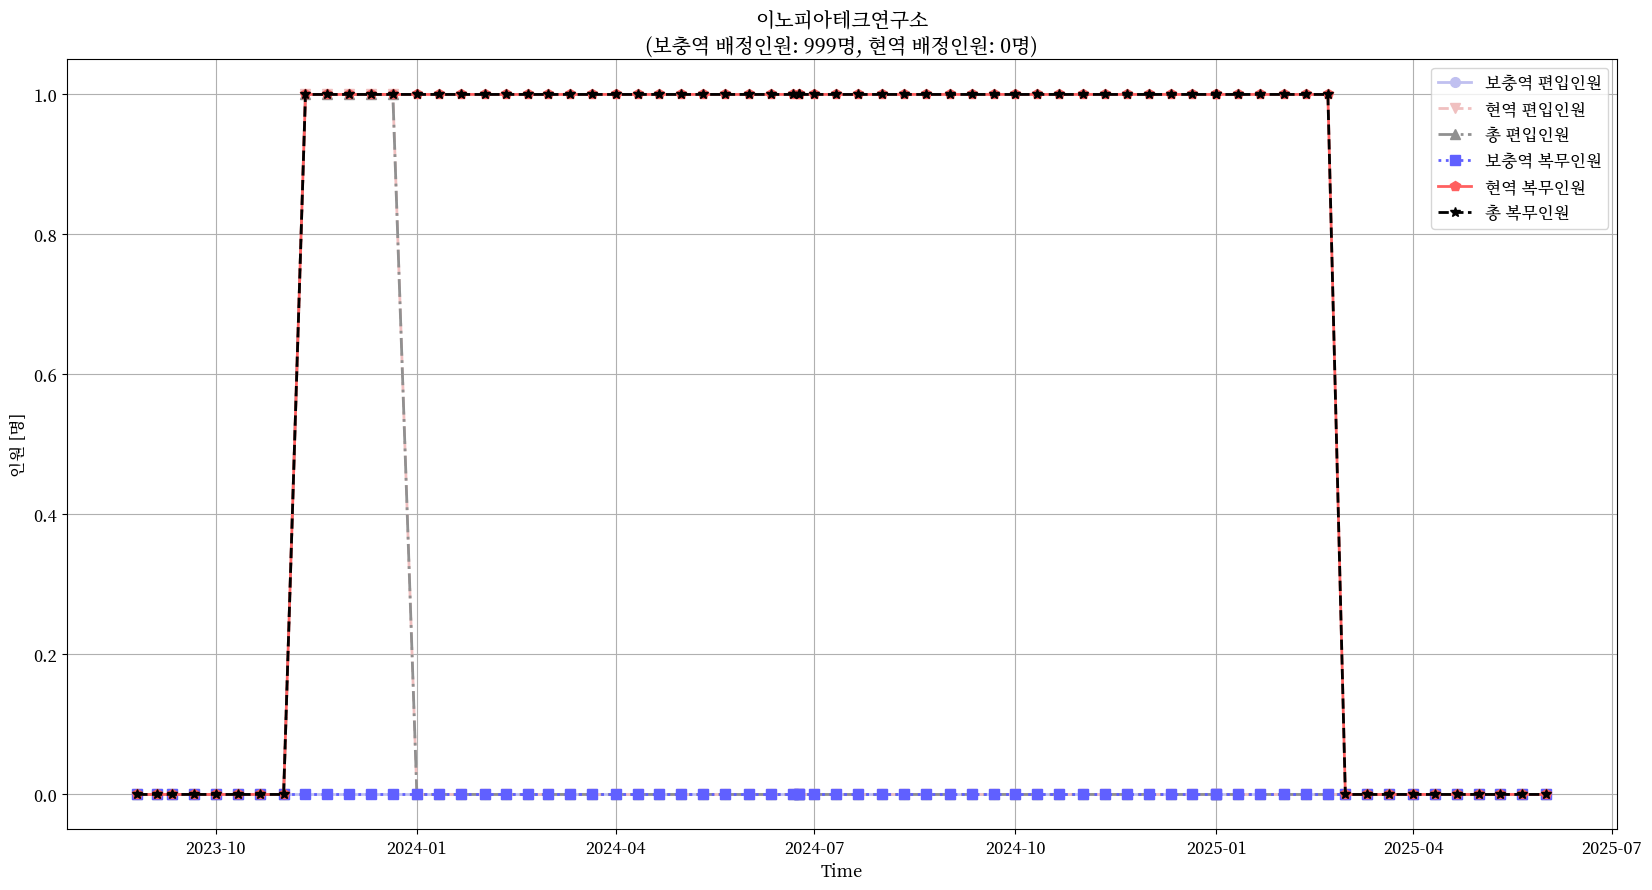 이노피아테크연구소
(보충역 배정인원: 999명, 현역 배정인원: 0명)
보충역 편입인원
현역 편입인원
총 편입인원
보충역 복무인원
현역 복무인원
총 복무인원
인원 [명]
1.0
0.8
0.6
0.4
0.2
0.0
2023-10
2024-01
2024-04
2024-07
2024-10
2025-01
2025-04
2025-07
Time